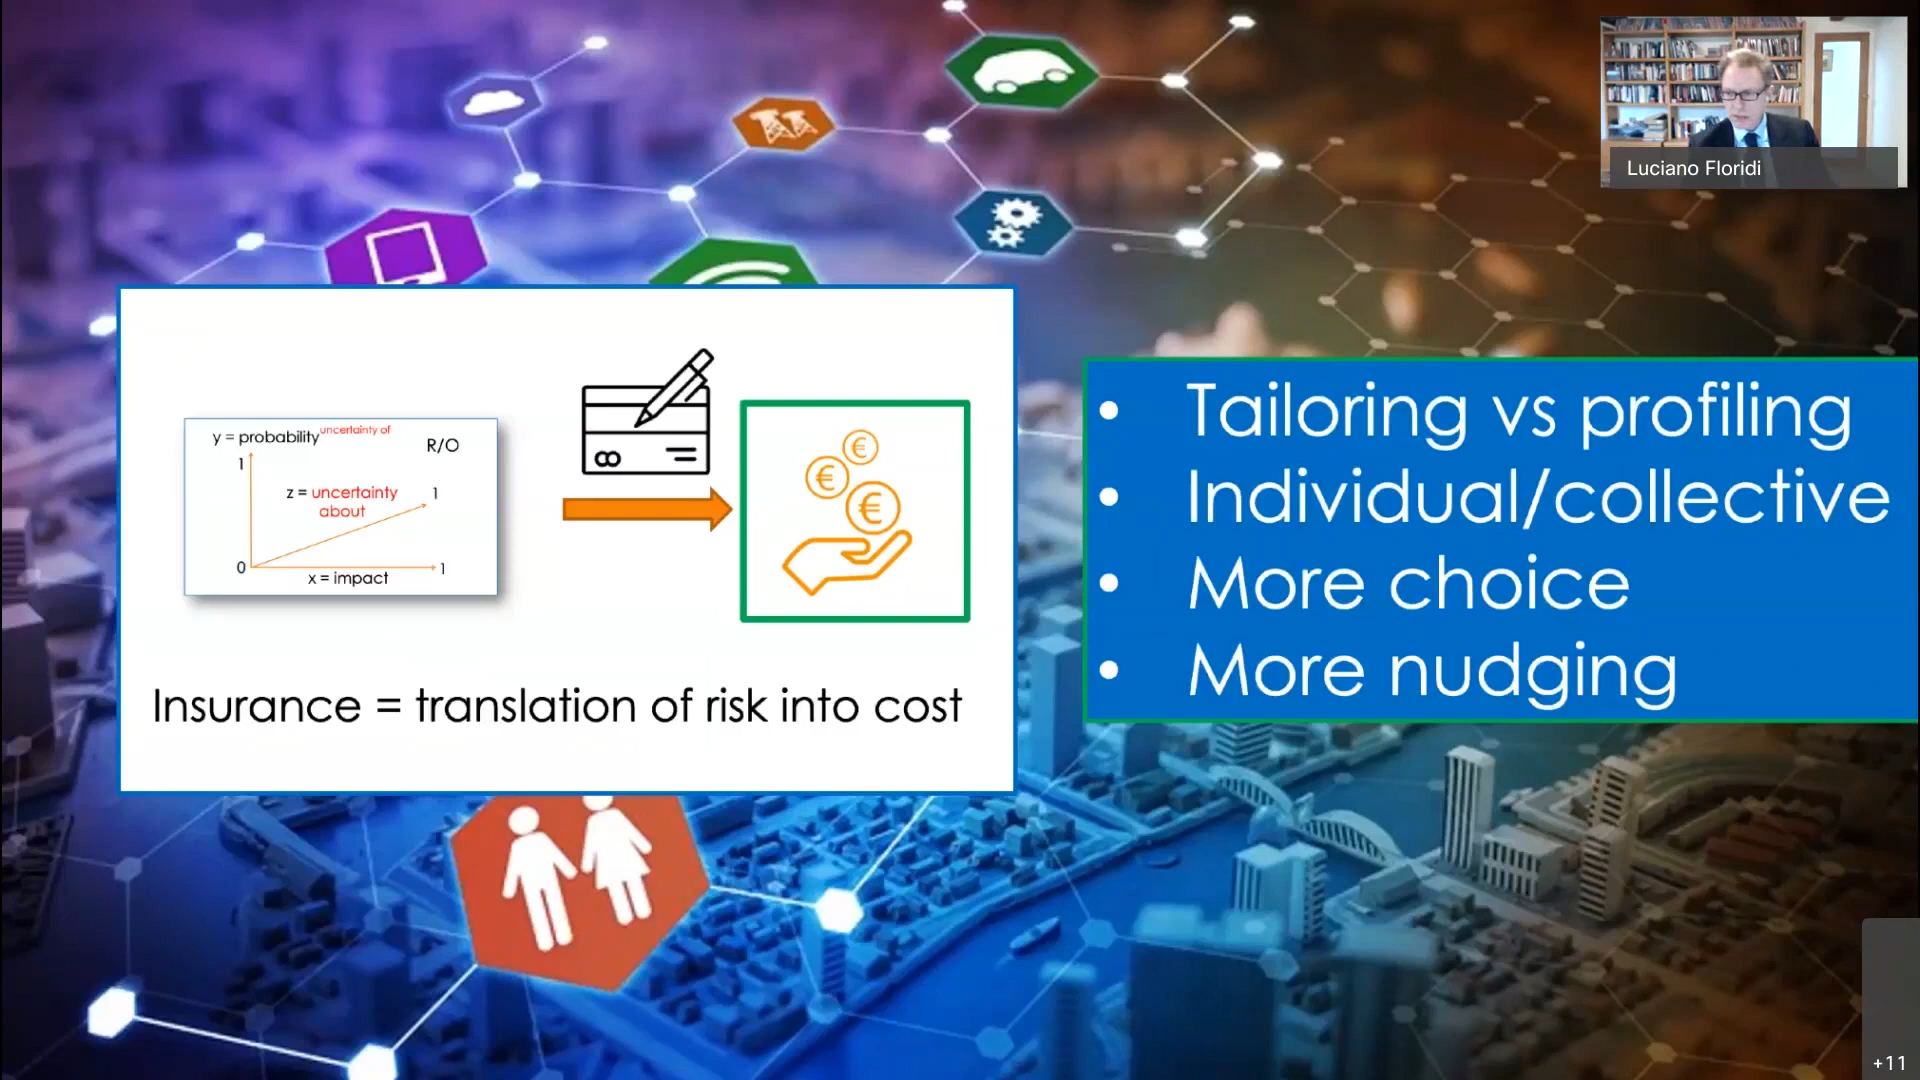 Luciano Floridi
y = probability uncertainty of
R/O
1
z = uncertainty
about
1
0
1
x = impact
€
€
€
Insurance = translation of risk into cost
• Tailoring vs profiling
• Individual/collective
• More choice
• More nudging
+11